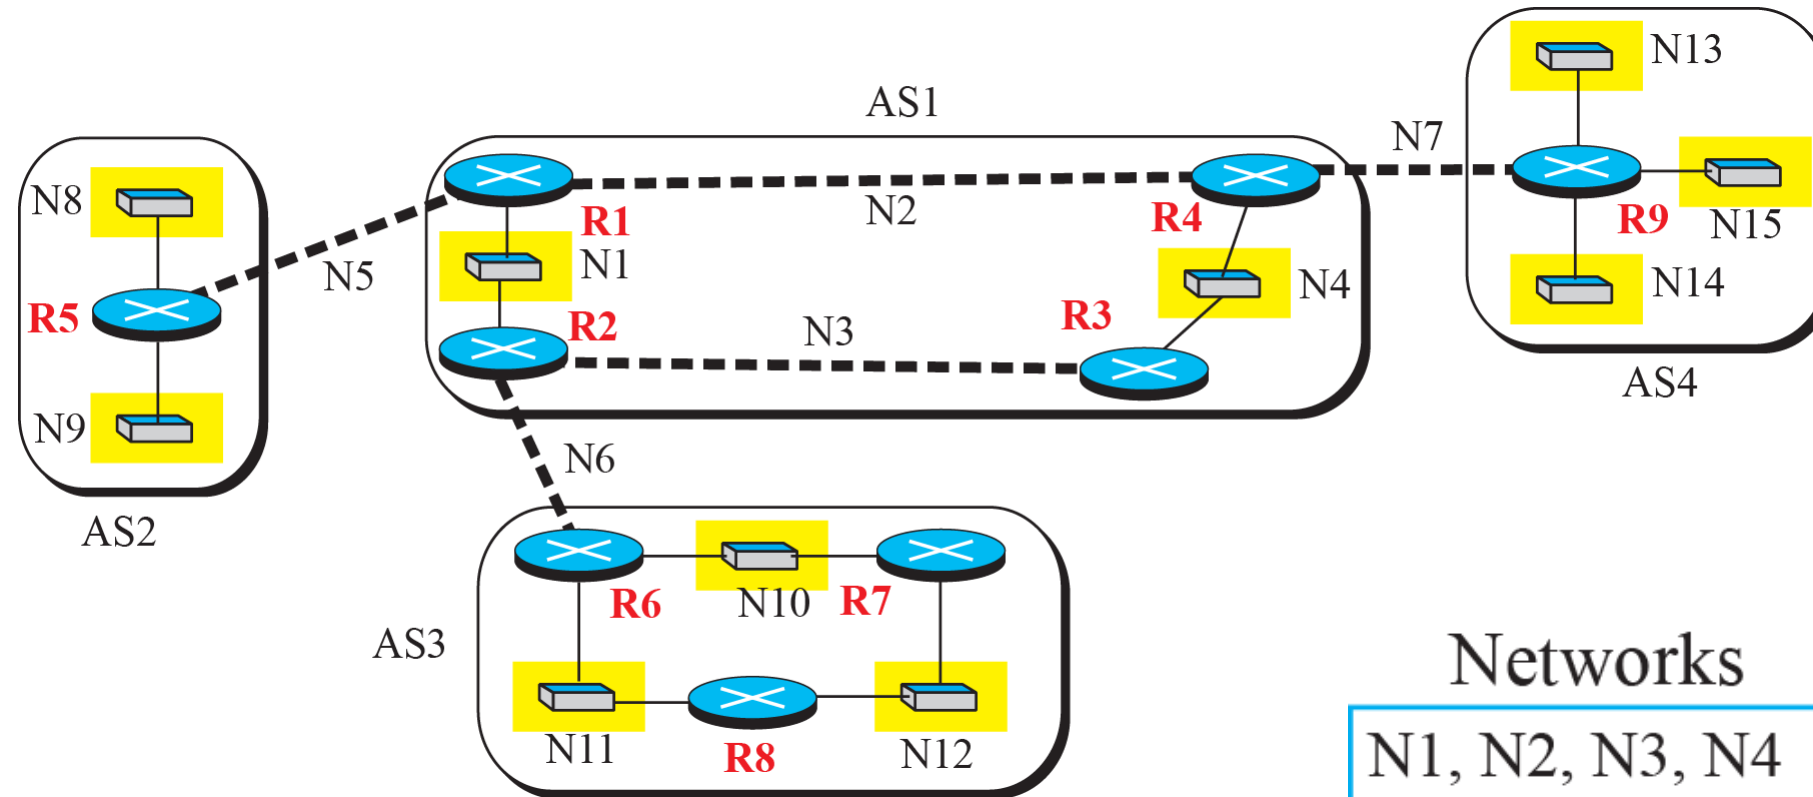 N13
AS1
N7
N8
N2
R1
R4
R9
N15
N5
N1
N4
N14
R5
R2
R3
N3
AS4
N9
N6
AS2
R6
N10
R7
AS3
Networks
N11
R8
N12
N1, N2, N3, N4